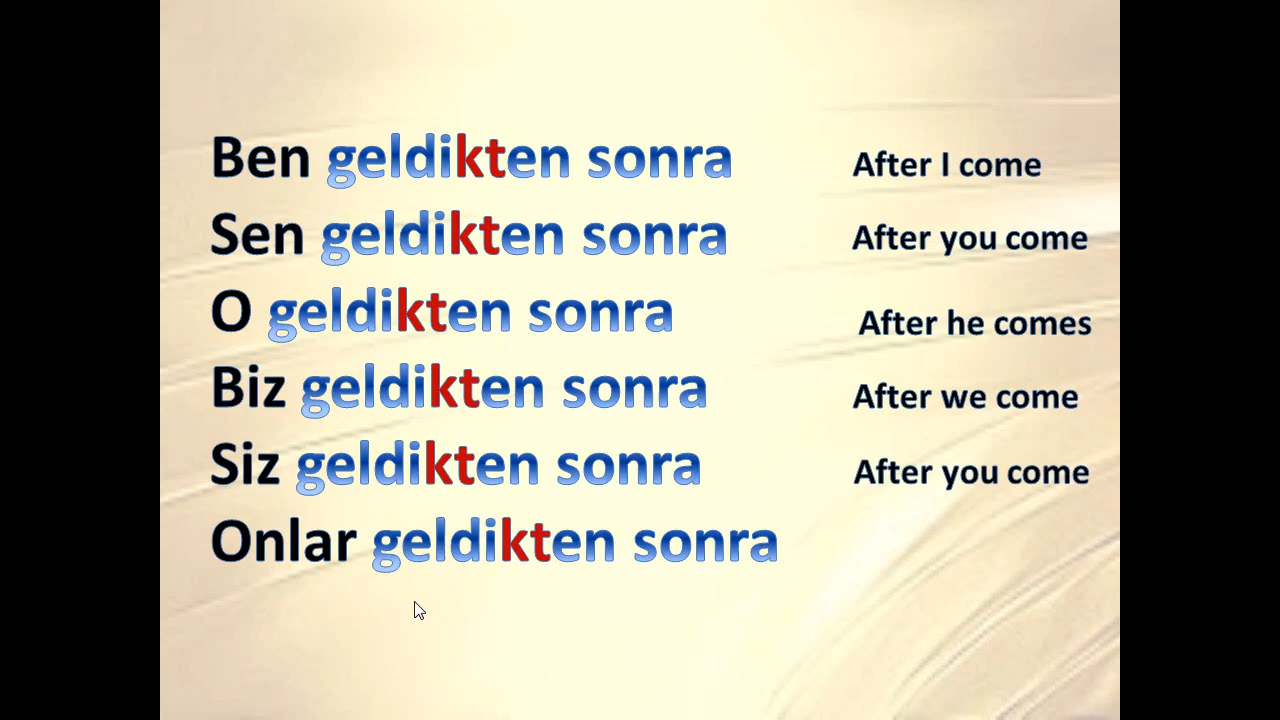 Ben geldikten sonra After I come
Sen geldikten sonra After you come
O geldikten sonra After he comes
Biz geldikten sonra After we come
Siz geldikten sonra After you come
Onlar geldikten sonra